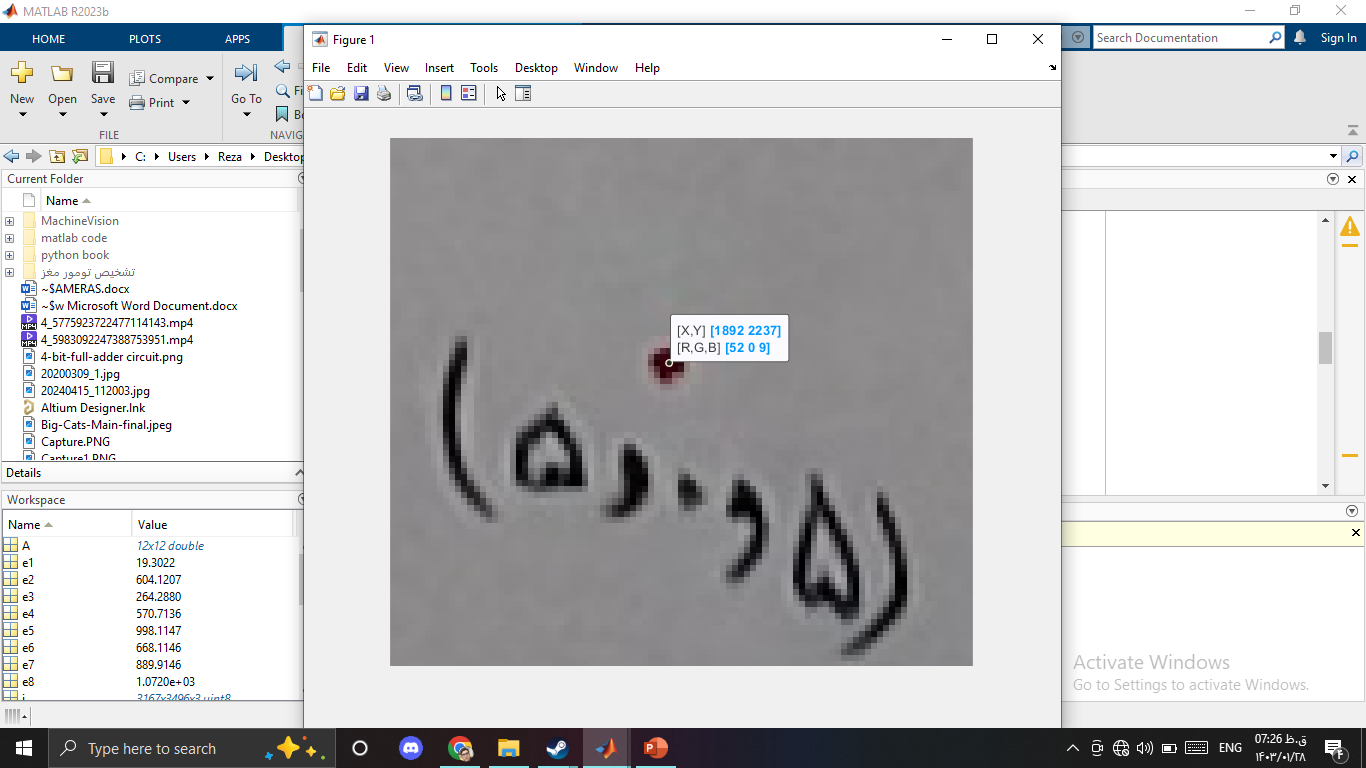 MATLAB R2023b
HOME PLOTS APPS
Search Documentation Sign In
New Open Save Compare Print Go To
FILE
C: Users Reza Desktop
Current Folder
Name
MachineVision
matlab code
python book
تشخیص تومور مغز
~$AMERAS.docx
~$w Microsoft Word Document.docx
4_5775923722477114143.mp4
4_5983092247388753951.mp4
4-bit-full-adder circuit.png
20200309_1.jpg
20240415_112003.jpg
Altium Designer.lnk
Big-Cats-Main-final.jpeg
Capture.PNG
Capture1.PNG
Details
Workspace
Name Value
A 12x12 double
e1 19.3022
e2 604.1207
e3 264.2880
e4 570.7136
e5 998.1147
e6 668.1146
e7 889.9146
e8 1.0720e+03
i 3167x3496x3 uint8
Figure 1
File Edit View Insert Tools Desktop Window Help
[X,Y] [1892 2237]
[R,G,B] [52 0 9]
(۵و۰و۵)
Activate Windows
Go to Settings to activate Windows.
Type here to search
ENG
07:26 ق.ظ
۱۴۰۳/۰۱/۲۸